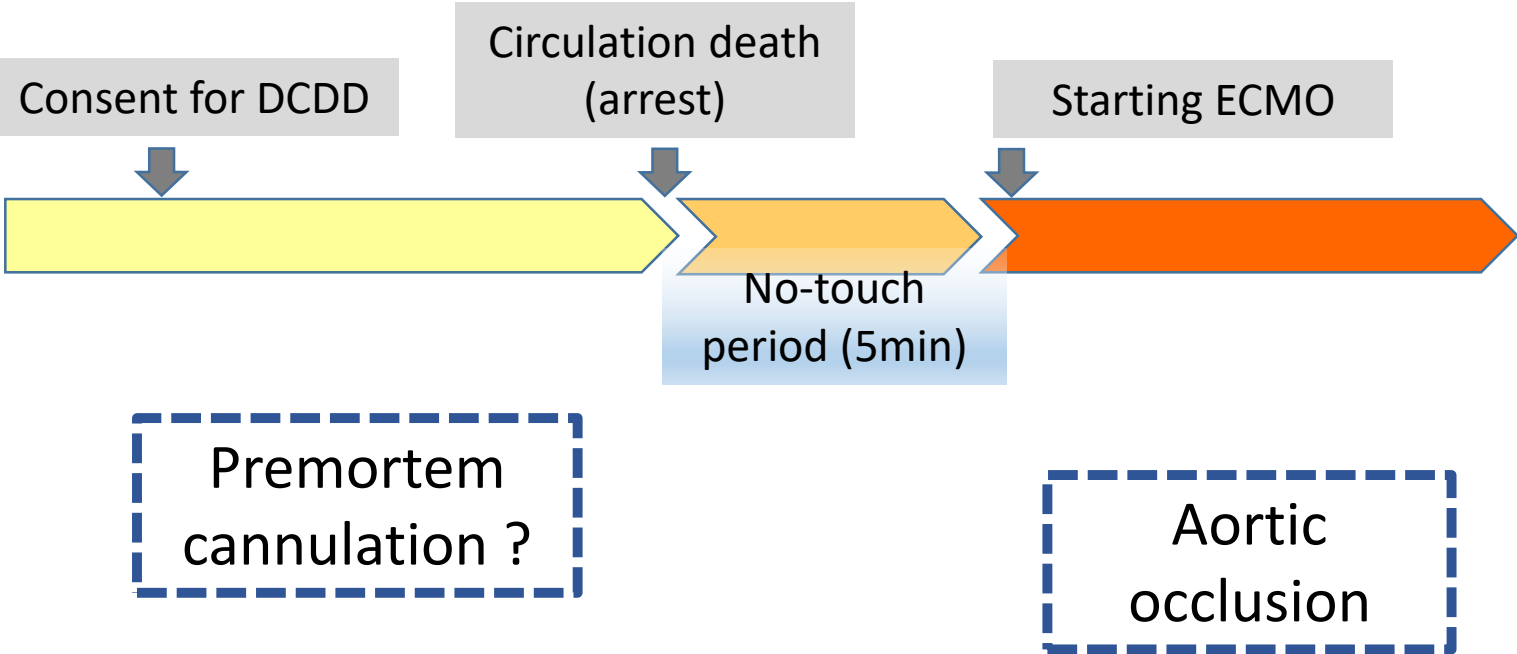 Consent for DCDD
Circulation death
(arrest)
Starting ECMO
No-touch
period (5min)
Premortem
cannulation ?
Aortic
occlusion